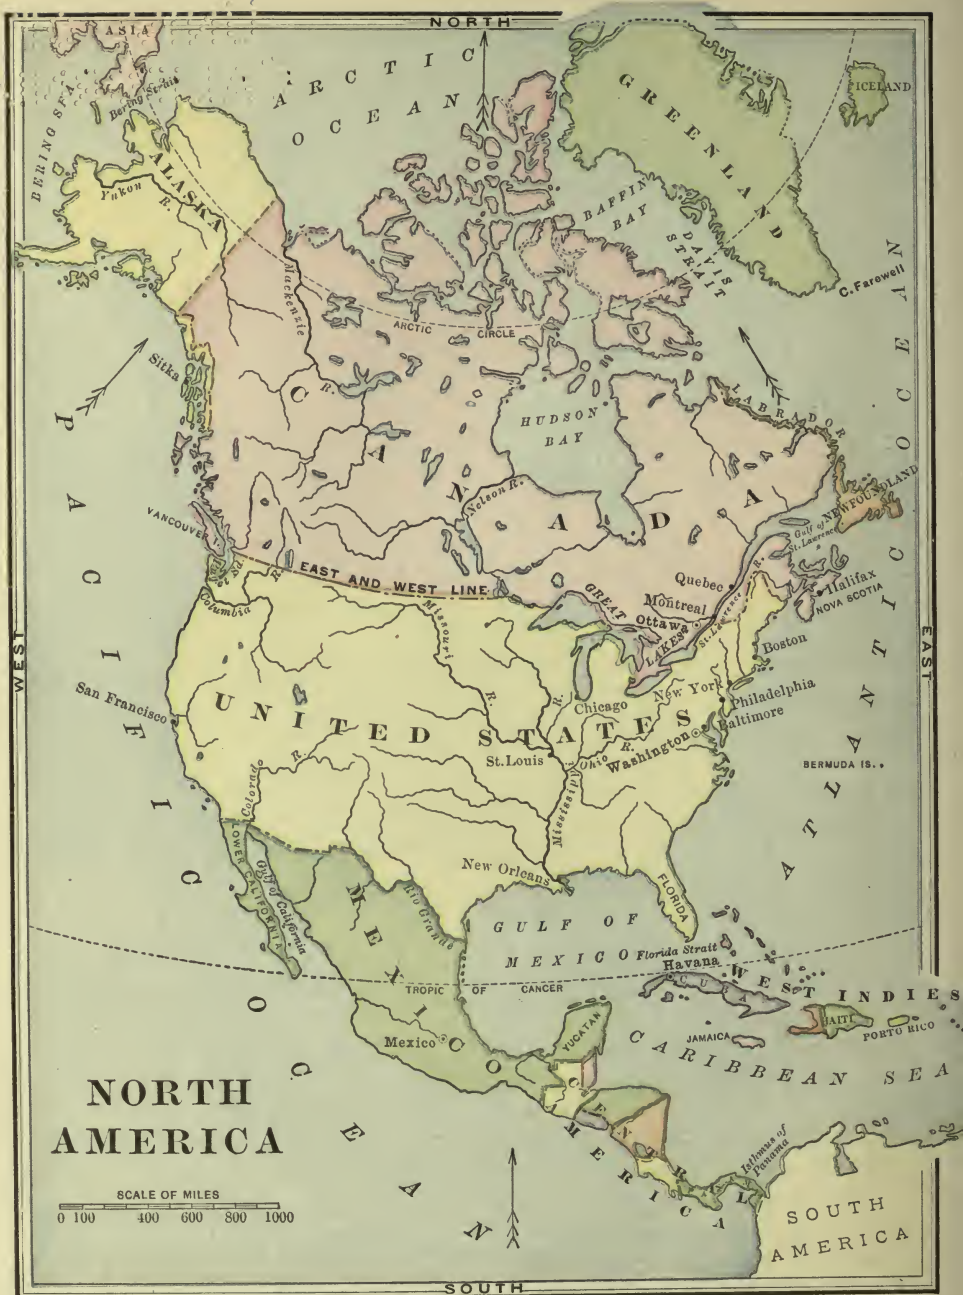 NORTH
ASIA
Bering Strait
BERING SEA
ARCTIC
OCEAN
GREENLAND
ICELAND
ALASKA
Yukon
R.
BAFFIN
BAY
DAVIS
STRAIT
C. Farewell
Mackenzie
R.
ARCTIC CIRCLE
Sitka
CANADA
HUDSON
BAY
LABRADOR
NEWFOUNDLAND
Nelson R.
Gulf of
St. Lawrence
VANCOUVER I.
EAST AND WEST LINE
Columbia
R.
Missouri
R.
GREAT
LAKES
Quebec
Montreal
Ottawa
St. Lawrence
R.
Halifax
NOVA SCOTIA
Boston
WEST
EAST
San Francisco
UNITED STATES
Chicago
New York
Philadelphia
Baltimore
Washington
St. Louis
Ohio
R.
R.
Mississippi
Colorado
R.
BERMUDA IS.
PACIFIC OCEAN
ATLANTIC OCEAN
LOWER CALIFORNIA
Gulf of California
New Orleans
FLORIDA
Rio Grande
GULF OF
MEXICO
Florida Strait
Havana
CUBA
WEST INDIES
TROPIC OF CANCER
MEXICO
Mexico
YUCATAN
HAITI
PORTO RICO
JAMAICA
CARIBBEAN SEA
CENTRAL
AMERICA
Isthmus of
Panama
SOUTH
AMERICA
NORTH
AMERICA
SCALE OF MILES
0 100 400 600 800 1000
SOUTH